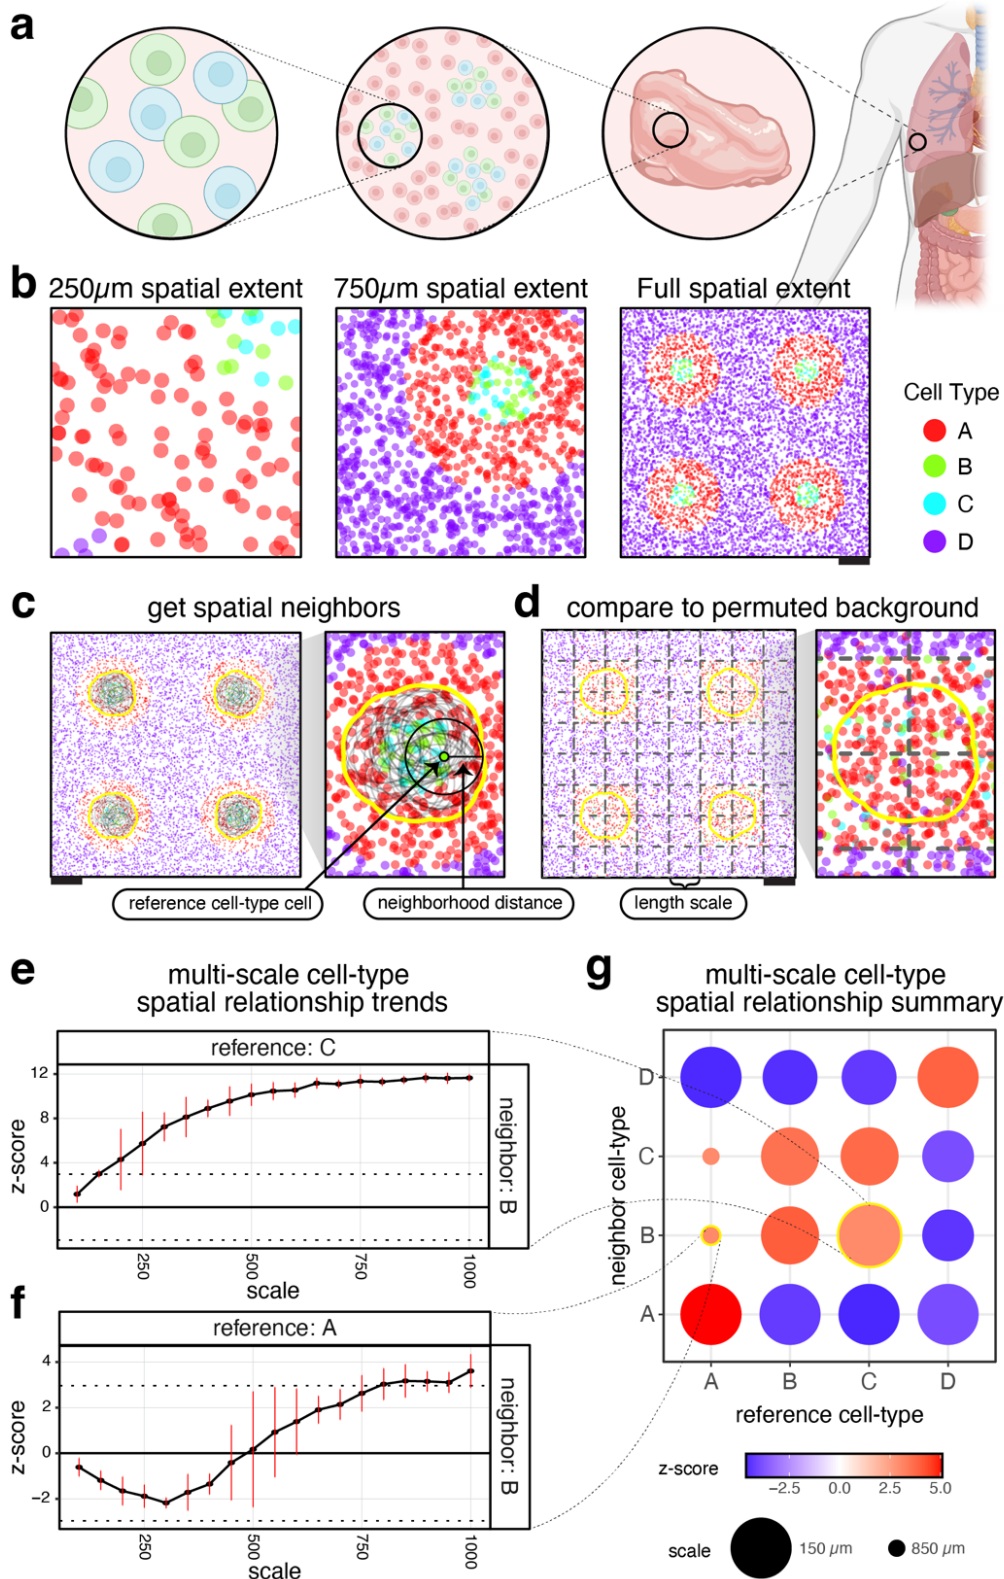 a
b
250µm spatial extent
750µm spatial extent
Full spatial extent
Cell Type
A
B
C
D
c
get spatial neighbors
d
compare to permuted background
reference cell-type cell
neighborhood distance
length scale
e
multi-scale cell-type
spatial relationship trends
reference: C
neighbor: B
z-score
12
8
4
0
250
500
750
1000
scale
f
reference: A
neighbor: B
z-score
4
2
0
−2
250
500
750
1000
scale
g
multi-scale cell-type
spatial relationship summary
neighbor cell-type
D
C
B
A
A
B
C
D
reference cell-type
z-score
−2.5
0.0
2.5
5.0
scale
150 µm
850 µm